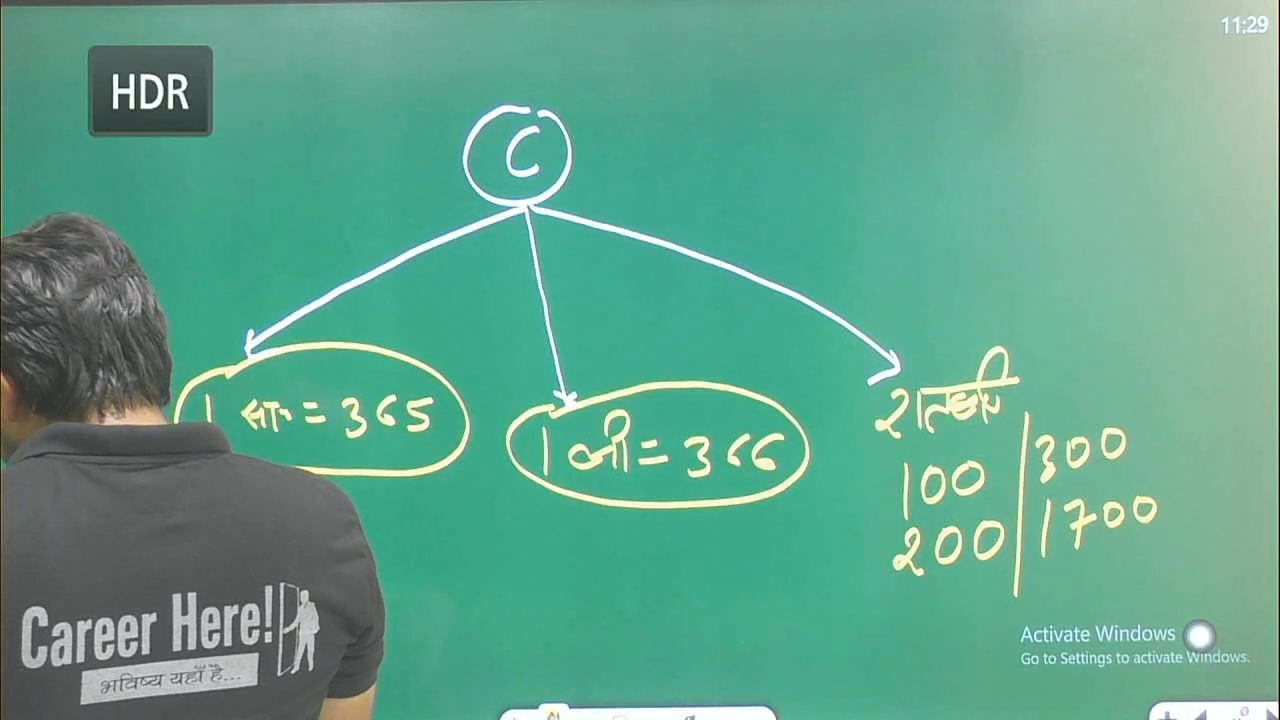 11:29
HDR
C
1 सा० = 365
1 ली = 366
शताब्दी
100 | 300
200 | 1700
Career Here!
भविष्य यहाँ है...
Activate Windows
Go to Settings to activate Windows.